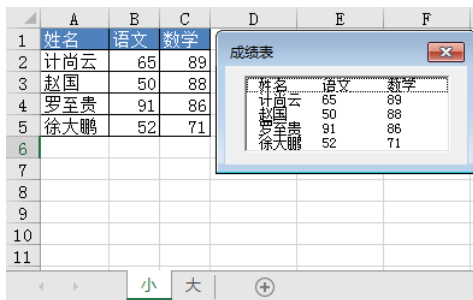 A B C D E F
1 姓名 语文 数学
2 计尚云 65 89
3 赵国 50 88
4 罗至贵 91 86
5 徐大鹏 52 71
6
7
8
9
10
11
成绩表
姓名 语文 数学
计尚云 65 89
赵国 50 88
罗至贵 91 86
徐大鹏 52 71
小 大